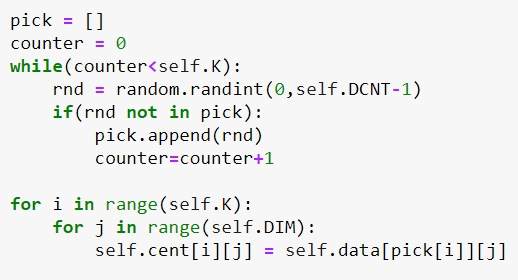 pick = []
counter = 0
while(counter<self.K):
    rnd = random.randint(0,self.DCNT-1)
    if(rnd not in pick):
        pick.append(rnd)
        counter=counter+1

for i in range(self.K):
    for j in range(self.DIM):
        self.cent[i][j] = self.data[pick[i]][j]